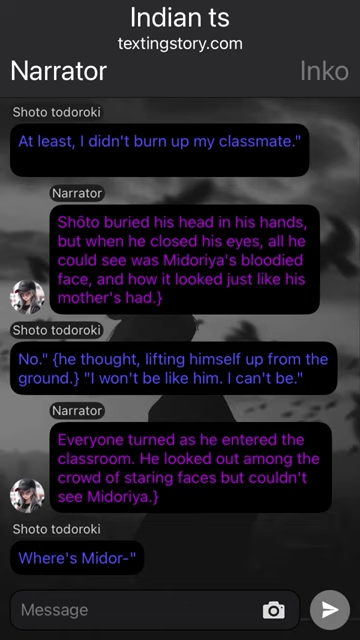 Indian ts
textingstory.com
Narrator
Inko
Shoto todoroki
At least, I didn't burn up my classmate."
Narrator
Shōto buried his head in his hands,
but when he closed his eyes, all he
could see was Midoriya's bloodied
face, and how it looked just like his
mother's had.}
Shoto todoroki
No." {he thought, lifting himself up from the
ground.} "I won't be like him. I can't be."
Narrator
Everyone turned as he entered the
classroom. He looked out among the
crowd of staring faces but couldn't
see Midoriya.}
Shoto todoroki
Where's Midor-"
Message